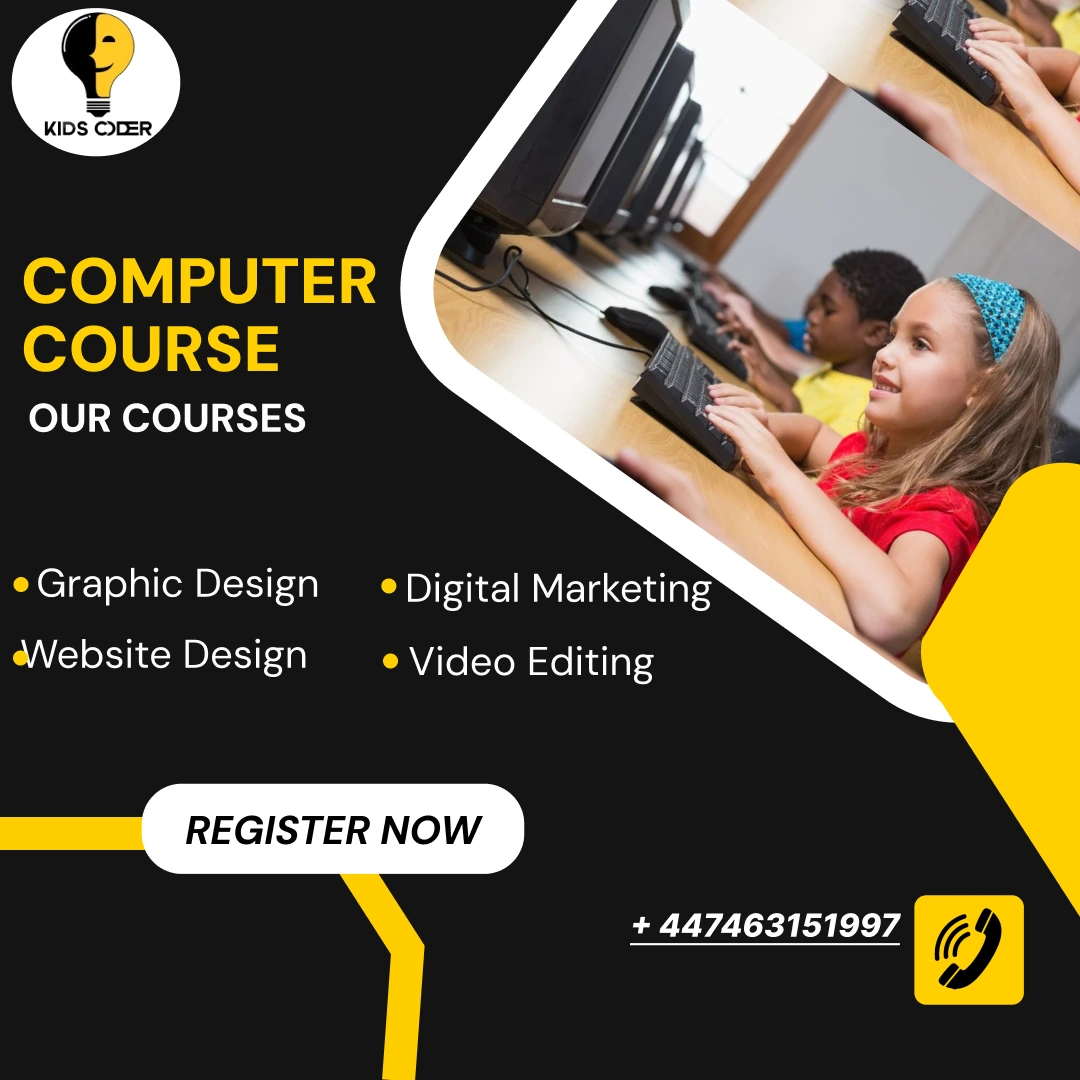 KIDS CODER
COMPUTER
COURSE
OUR COURSES
Graphic Design
Digital Marketing
Website Design
Video Editing
REGISTER NOW
+ 447463151997